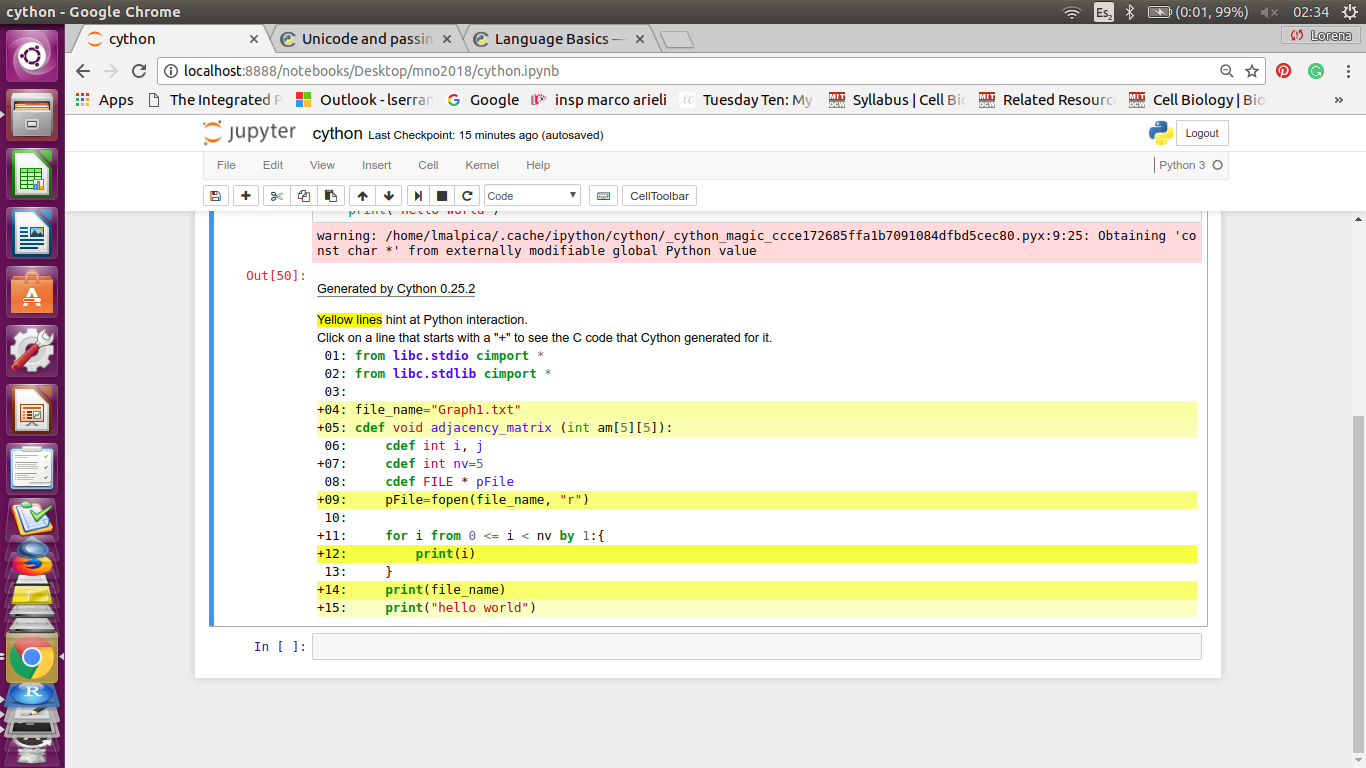 cython - Google Chrome
Es2 (0:01, 99%) 02:34
cython Unicode and passin Language Basics — Lorena
localhost:8888/notebooks/Desktop/mno2018/cython.ipynb
Apps The Integrated P Outlook - lserran Google insp marco arieli Tuesday Ten: My Syllabus | Cell Bio Related Resourc Cell Biology | Bio »
jupyter cython Last Checkpoint: 15 minutes ago (autosaved) Logout
File Edit View Insert Cell Kernel Help Python 3
Code CellToolbar
print("hello world")
warning: /home/lmalpica/.cache/ipython/cython/_cython_magic_ccce172685ffa1b7091084dfbd5cec80.pyx:9:25: Obtaining 'co
nst char *' from externally modifiable global Python value
Out[50]:
Generated by Cython 0.25.2
Yellow lines hint at Python interaction.
Click on a line that starts with a "+" to see the C code that Cython generated for it.
01: from libc.stdio cimport *
02: from libc.stdlib cimport *
03:
+04: file_name="Graph1.txt"
+05: cdef void adjacency_matrix (int am[5][5]):
06:     cdef int i, j
+07:     cdef int nv=5
08:     cdef FILE * pFile
+09:     pFile=fopen(file_name, "r")
10:
+11:     for i from 0 <= i < nv by 1:{
+12:         print(i)
13:     }
+14:     print(file_name)
+15:     print("hello world")
In [ ]: